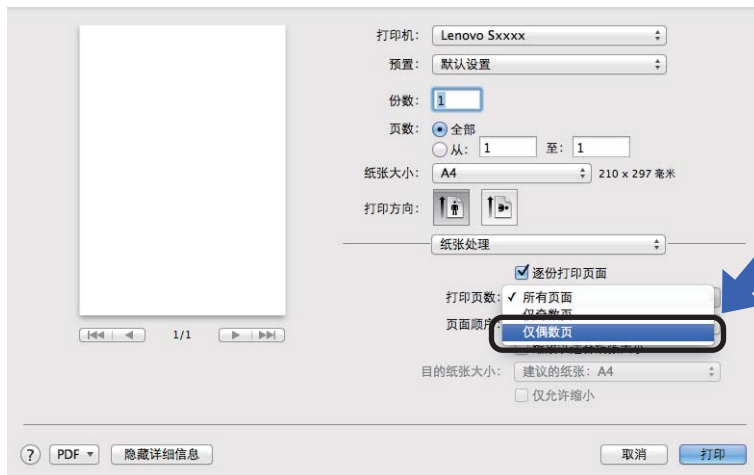 打印机： Lenovo Sxxxx
预置： 默认设置
份数： 1
页数： 全部
从： 1 至： 1
纸张大小： A4 210 x 297 毫米
打印方向：
纸张处理
逐份打印页面
打印页数： ✓ 所有页面
仅奇数页
页面顺序：
仅偶数页
目的纸张大小： 建议的纸张：A4
仅允许缩小
1/1
? PDF 隐藏详细信息 取消 打印